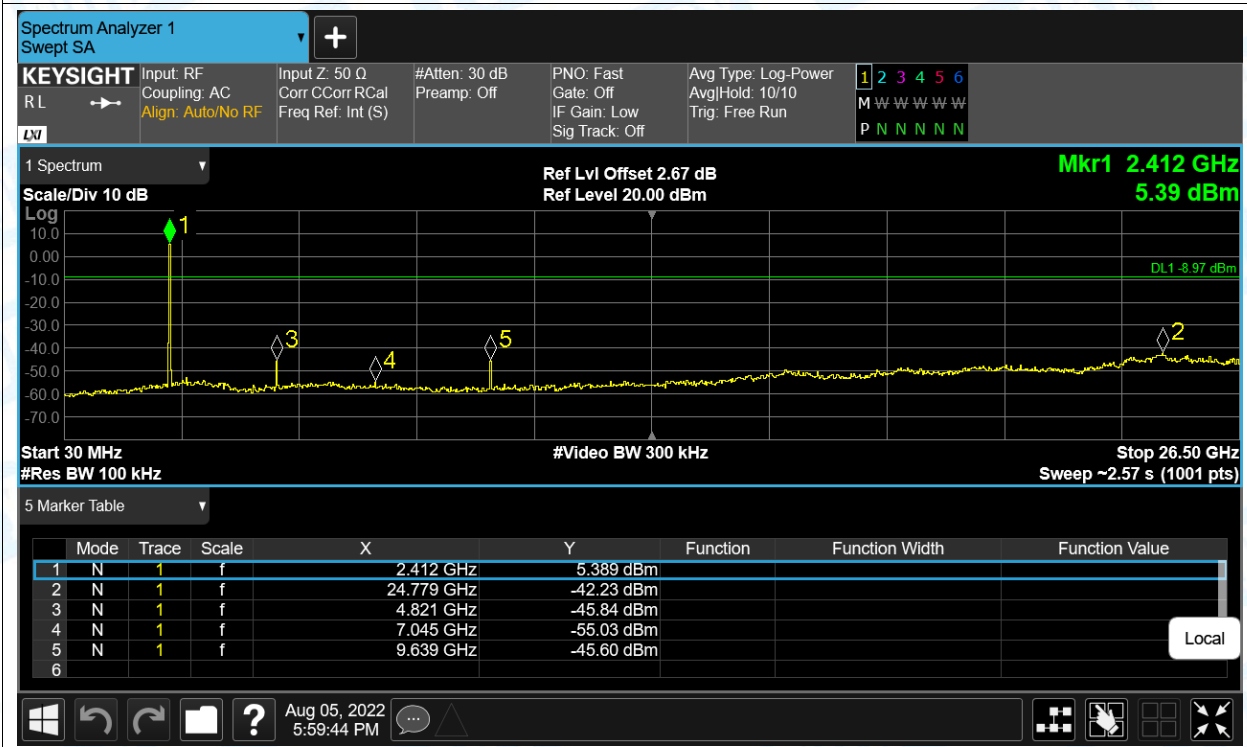 Spectrum Analyzer 1
Swept SA
KEYSIGHT
R L
LXI
Input: RF
Coupling: AC
Align: Auto/No RF
Input Z: 50 Ω
Corr CCorr RCal
Freq Ref: Int (S)
#Atten: 30 dB
Preamp: Off
PNO: Fast
Gate: Off
IF Gain: Low
Sig Track: Off
Avg Type: Log-Power
Avg|Hold: 10/10
Trig: Free Run
1 2 3 4 5 6
M W W W W W
P N N N N N
1 Spectrum
Scale/Div 10 dB
Ref Lvl Offset 2.67 dB
Ref Level 20.00 dBm
Mkr1 2.412 GHz
5.39 dBm
Log
10.0
0.00
-10.0
-20.0
-30.0
-40.0
-50.0
-60.0
-70.0
1
DL1 -8.97 dBm
3
4
5
2
Start 30 MHz
#Video BW 300 kHz
Stop 26.50 GHz
#Res BW 100 kHz
Sweep ~2.57 s (1001 pts)
5 Marker Table
Mode Trace Scale X Y Function Function Width Function Value
1 N 1 f 2.412 GHz 5.389 dBm
2 N 1 f 24.779 GHz -42.23 dBm
3 N 1 f 4.821 GHz -45.84 dBm
4 N 1 f 7.045 GHz -55.03 dBm
5 N 1 f 9.639 GHz -45.60 dBm
6
Local
?
Aug 05, 2022
5:59:44 PM